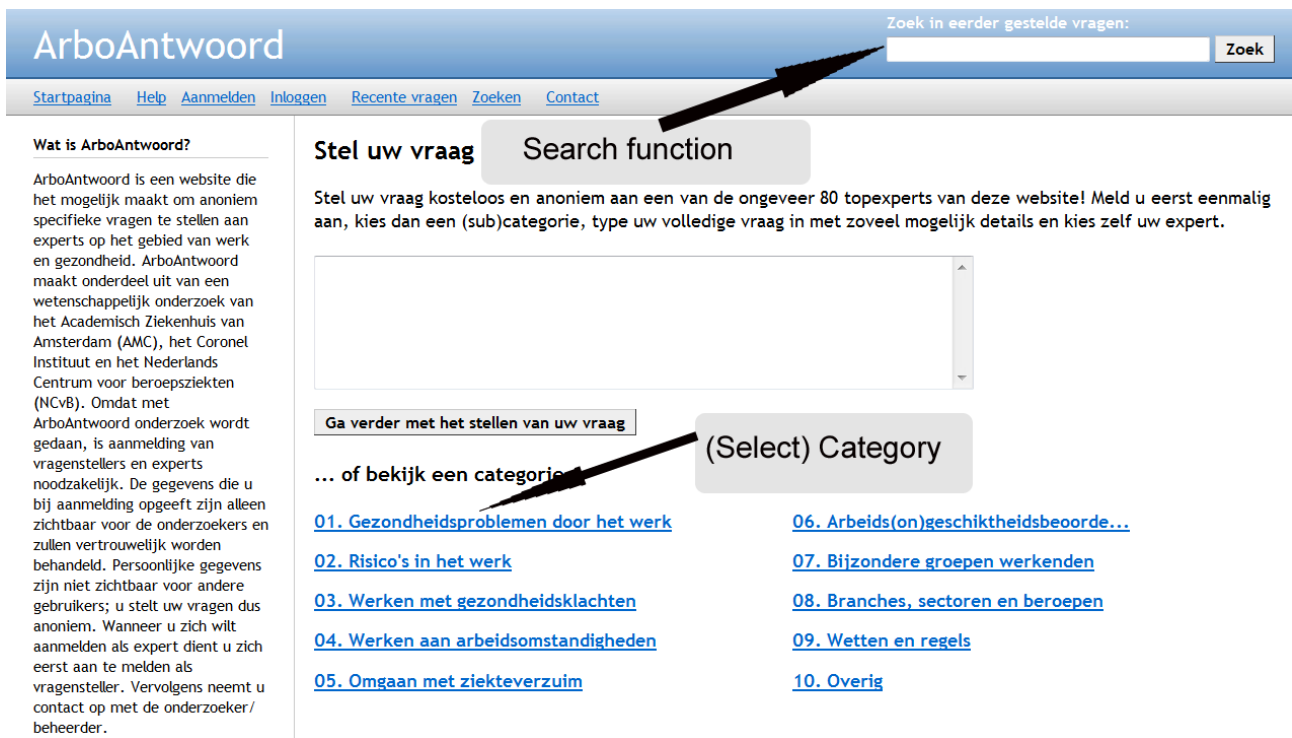 ArboAntwoord
Zoek in eerder gestelde vragen:
Zoek
Startpagina Help Aanmelden Inloggen Recente vragen Zoeken Contact
Wat is ArboAntwoord?
ArboAntwoord is een website die
het mogelijk maakt om anoniem
specifieke vragen te stellen aan
experts op het gebied van werk
en gezondheid. ArboAntwoord
maakt onderdeel uit van een
wetenschappelijk onderzoek van
het Academisch Ziekenhuis van
Amsterdam (AMC), het Coronel
Instituut en het Nederlands
Centrum voor beroepsziekten
(NCvB). Omdat met
ArboAntwoord onderzoek wordt
gedaan, is aanmelding van
vragenstellers en experts
noodzakelijk. De gegevens die u
bij aanmelding opgeeft zijn alleen
zichtbaar voor de onderzoekers en
zullen vertrouwelijk worden
behandeld. Persoonlijke gegevens
zijn niet zichtbaar voor andere
gebruikers; u stelt uw vragen dus
anoniem. Wanneer u zich wilt
aanmelden als expert dient u zich
eerst aan te melden als
vragensteller. Vervolgens neemt u
contact op met de onderzoeker/
beheerder.
Stel uw vraag
Search function
Stel uw vraag kosteloos en anoniem aan een van de ongeveer 80 topexperts van deze website! Meld u eerst eenmalig
aan, kies dan een (sub)categorie, type uw volledige vraag in met zoveel mogelijk details en kies zelf uw expert.
Ga verder met het stellen van uw vraag
(Select) Category
... of bekijk een categorie
01. Gezondheidsproblemen door het werk
02. Risico's in het werk
03. Werken met gezondheidsklachten
04. Werken aan arbeidsomstandigheden
05. Omgaan met ziekteverzuim
06. Arbeids(on)geschiktheidsbeoorde...
07. Bijzondere groepen werkenden
08. Branches, sectoren en beroepen
09. Wetten en regels
10. Overig